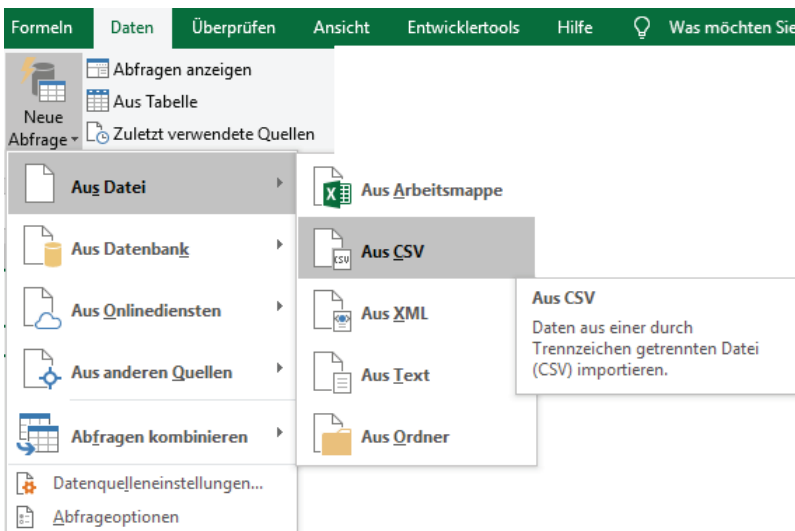 Formeln Daten Überprüfen Ansicht Entwicklertools Hilfe Was möchten Sie
Neue
Abfrage
Abfragen anzeigen
Aus Tabelle
Zuletzt verwendete Quellen
Aus Datei
Aus Datenbank
Aus Onlinediensten
Aus anderen Quellen
Abfragen kombinieren
Datenquelleneinstellungen...
Abfrageoptionen
Aus Arbeitsmappe
CSV
Aus CSV
Aus XML
Aus Text
Aus Ordner
Aus CSV
Daten aus einer durch
Trennzeichen getrennten Datei
(CSV) importieren.